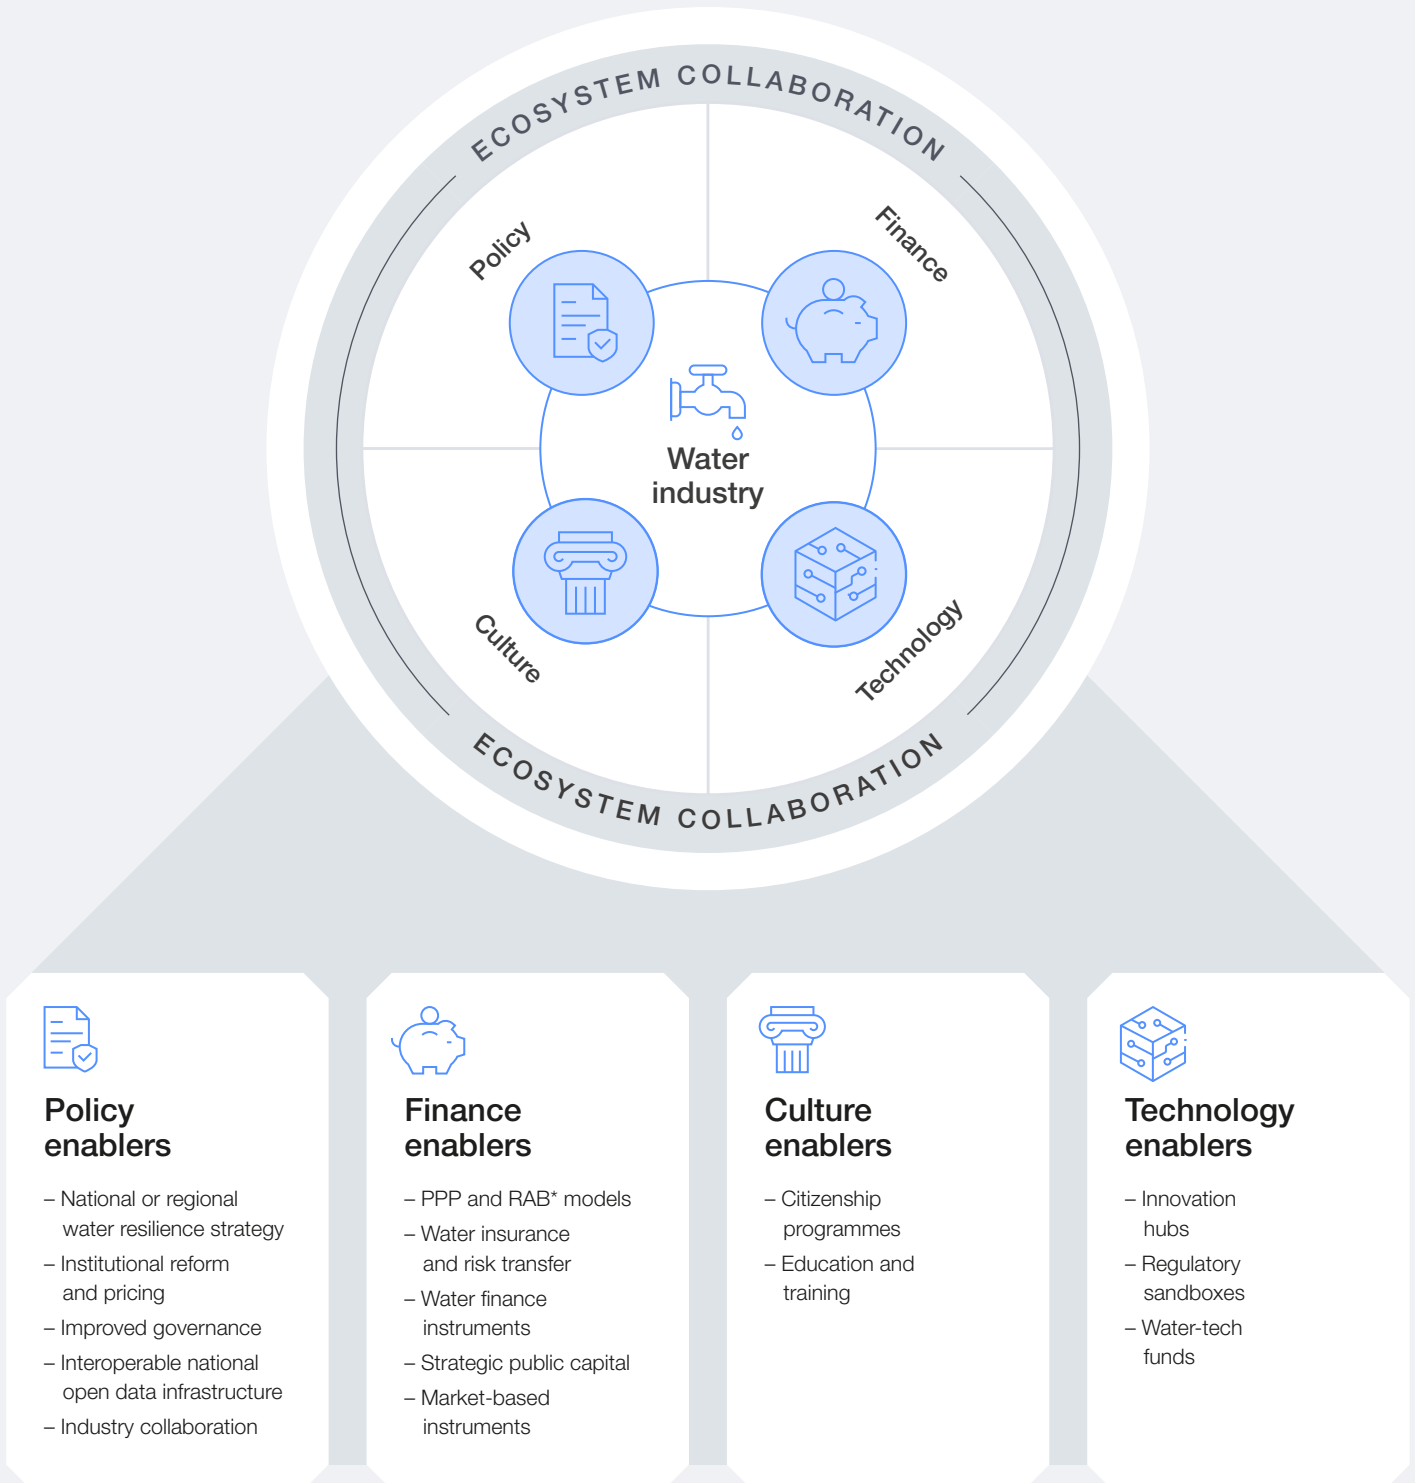 ECOSYSTEM COLLABORATION
Policy
Finance
Water
industry
Culture
Technology
ECOSYSTEM COLLABORATION
Policy
enablers
– National or regional
water resilience strategy
– Institutional reform
and pricing
– Improved governance
– Interoperable national
open data infrastructure
– Industry collaboration
Finance
enablers
– PPP and RAB* models
– Water insurance
and risk transfer
– Water finance
instruments
– Strategic public capital
– Market-based
instruments
Culture
enablers
– Citizenship
programmes
– Education and
training
Technology
enablers
– Innovation
hubs
– Regulatory
sandboxes
– Water-tech
funds